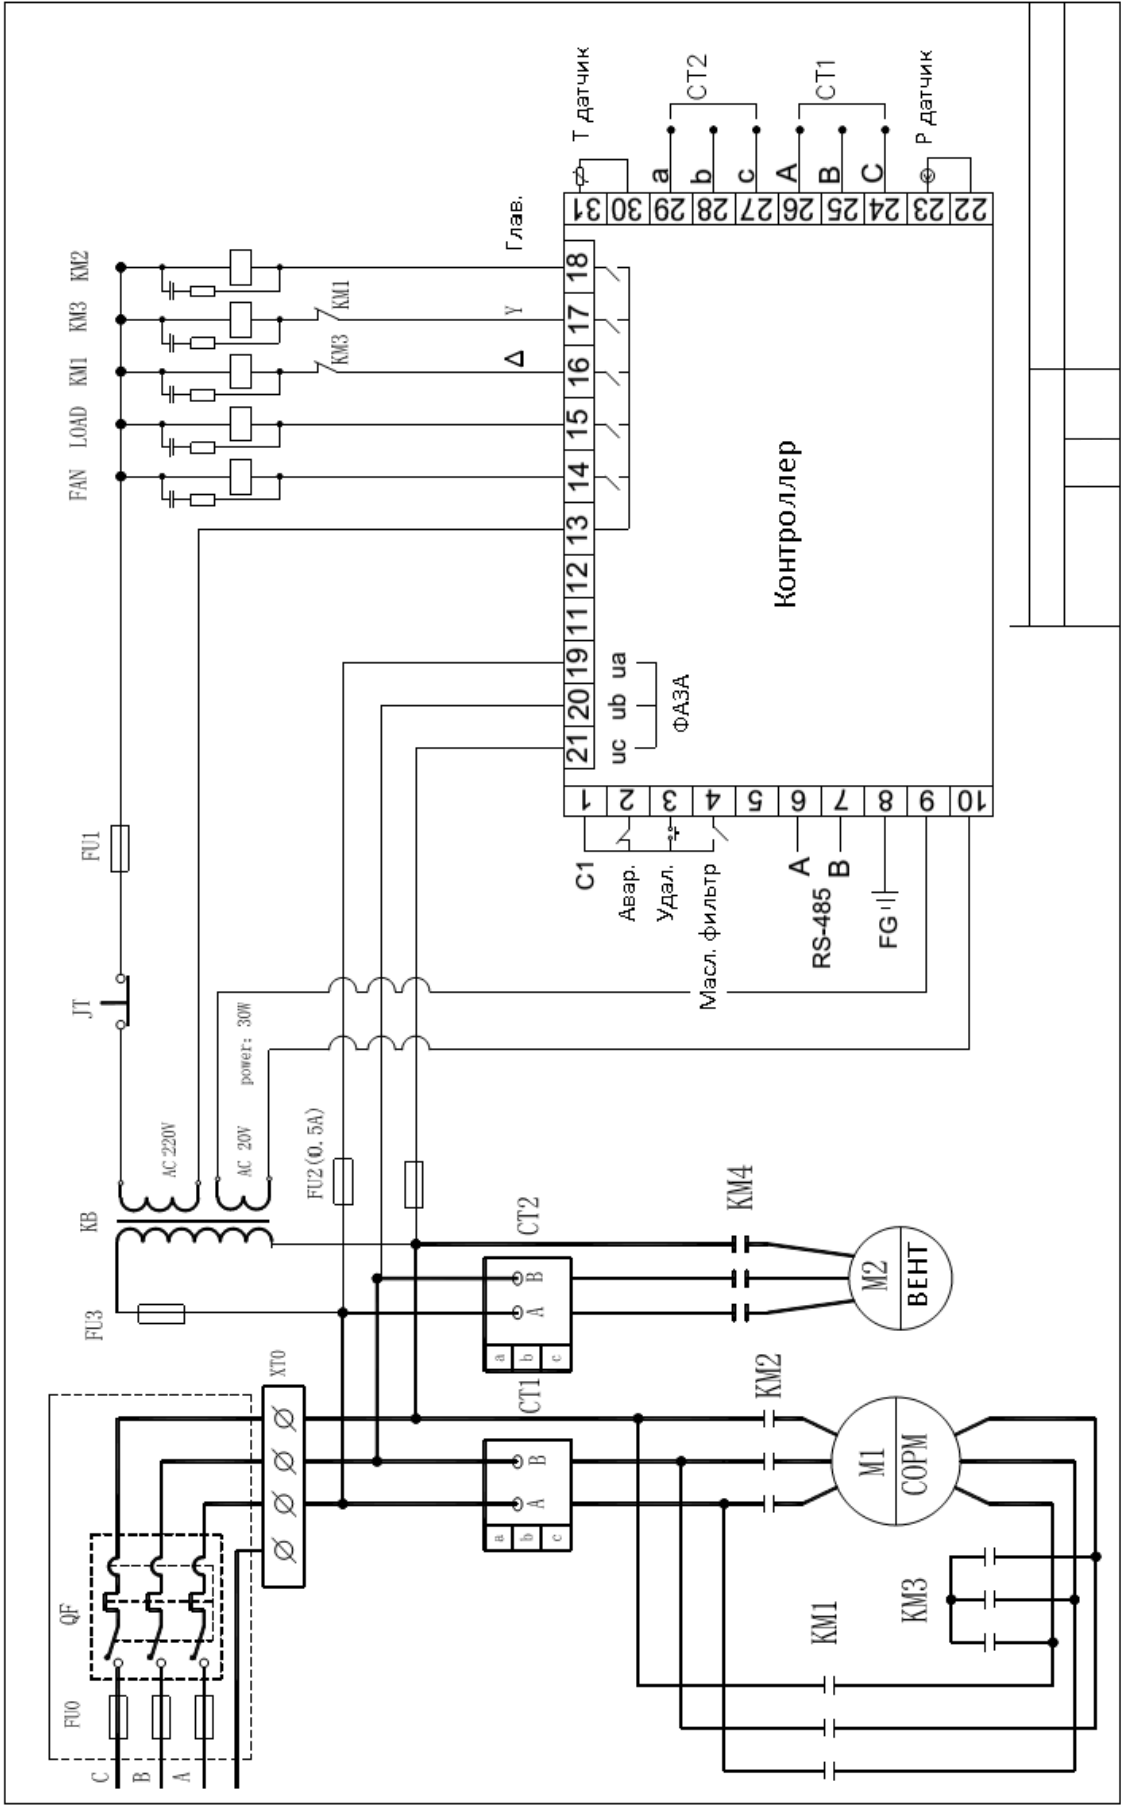 KM2
KM3
KM1
LOAD
FAN
KM1
KM3
Глав.
Y
Δ
T датчик
CT2
CT1
P датчик
a
b
c
A
B
C
31
30
29
28
27
26
25
24
23
22
18
17
16
15
14
13
12
11
19
20
21
ua
ub
uc
ФАЗА
Контроллер
1
2
3
4
5
6
7
8
9
10
C1
Авар.
Удал.
Масл. фильтр
A
B
RS-485
FG
FU1
JT
AC 220V
AC 20V
power: 30W
FU2(0.5A)
KB
FU3
XT0
QF
FU0
C
B
A
CT2
A
B
a
b
c
CT1
A
B
a
b
c
KM4
M2
ВЕНТ
KM2
M1
COPM
KM1
KM3